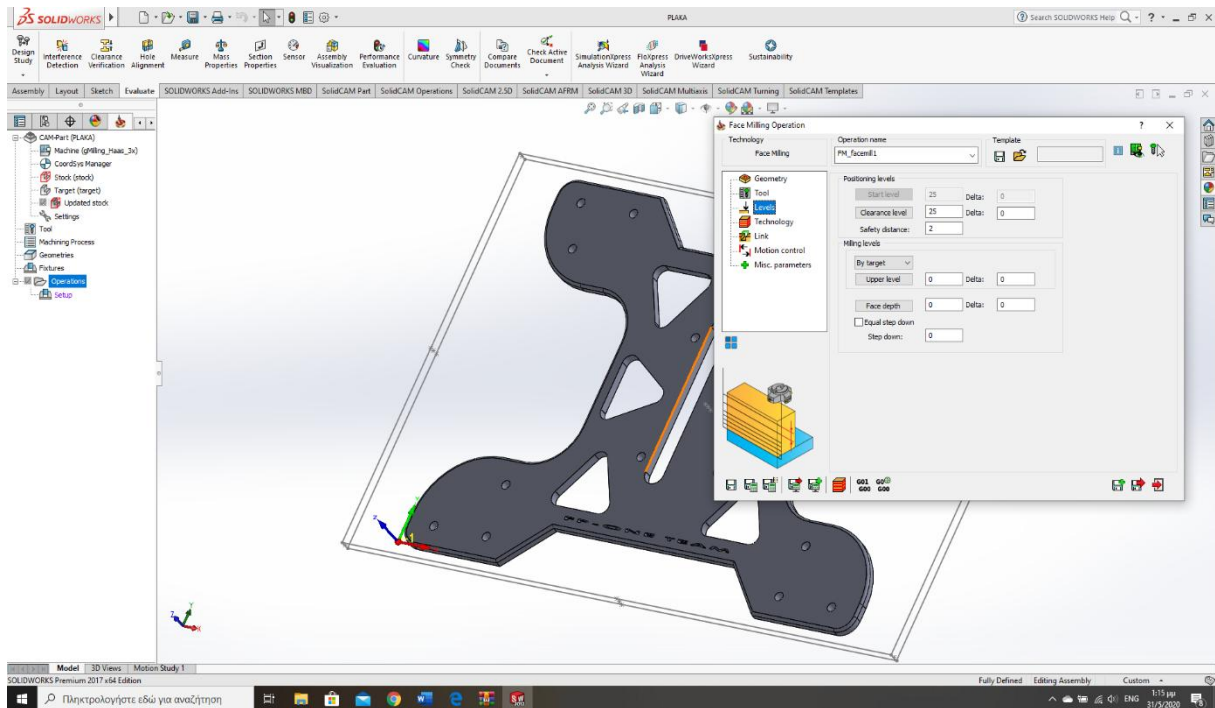 SOLIDWORKS
PLAKA
Search SOLIDWORKS Help
Design Study
Interference Detection
Clearance Verification
Hole Alignment
Measure
Mass Properties
Section Properties
Sensor
Assembly Visualization
Performance Evaluation
Curvature
Symmetry Check
Compare Documents
Check Active Document
SimulationXpress Analysis Wizard
FloXpress Analysis Wizard
DriveWorksXpress Wizard
Sustainability
Assembly Layout Sketch Evaluate SOLIDWORKS Add-Ins SOLIDWORKS MBD SolidCAM Part SolidCAM Operations SolidCAM 2.5D SolidCAM AFRM SolidCAM 3D SolidCAM Multiaxis SolidCAM Turning SolidCAM Templates
CAM-Part (PLAKA)
Machine (gMilling_Haas_3x)
CoordSys Manager
Stock (stock)
Target (target)
Updated stock
Settings
Tool
Machining Process
Geometries
Fixtures
Operations
Setup
Face Milling Operation
Technology
Face Milling
Operation name
FM_facemill1
Template
Geometry
Tool
Levels
Technology
Link
Motion control
Misc. parameters
Positioning levels
Start level 25 Delta: 0
Clearance level 25 Delta: 0
Safety distance: 2
Milling levels
By target
Upper level 0 Delta: 0
Face depth 0 Delta: 0
Equal step down
Step down: 0
G01 G00
G00 G00
PP-ONE TEAM
1
Z Y X
Model 3D Views Motion Study 1
SOLIDWORKS Premium 2017 x64 Edition
Fully Defined Editing Assembly Custom
Πληκτρολογήστε εδώ για αναζήτηση
ENG
1:15 μμ
31/5/2020